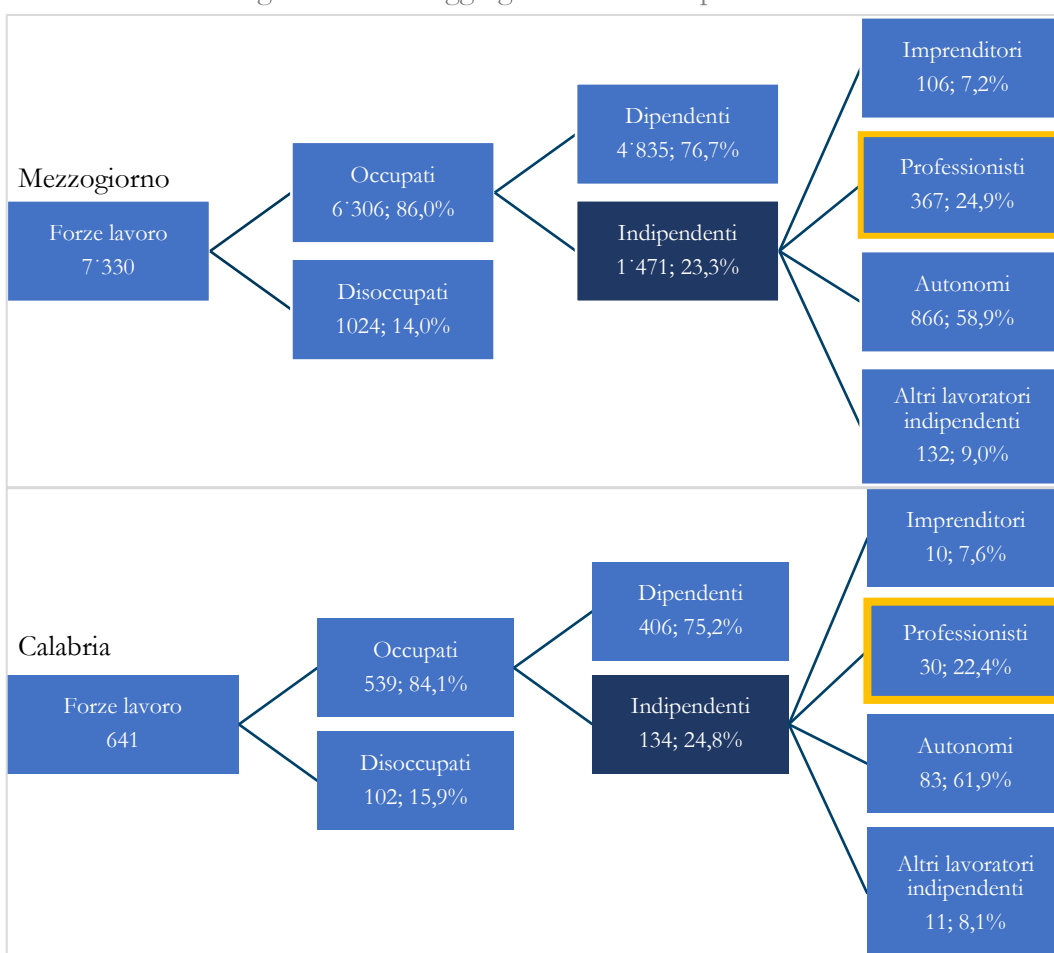 Mezzogiorno
Forze lavoro
7˙330
Occupati
6˙306; 86,0%
Disoccupati
1024; 14,0%
Dipendenti
4˙835; 76,7%
Indipendenti
1˙471; 23,3%
Imprenditori
106; 7,2%
Professionisti
367; 24,9%
Autonomi
866; 58,9%
Altri lavoratori
indipendenti
132; 9,0%
Calabria
Forze lavoro
641
Occupati
539; 84,1%
Disoccupati
102; 15,9%
Dipendenti
406; 75,2%
Indipendenti
134; 24,8%
Imprenditori
10; 7,6%
Professionisti
30; 22,4%
Autonomi
83; 61,9%
Altri lavoratori
indipendenti
11; 8,1%